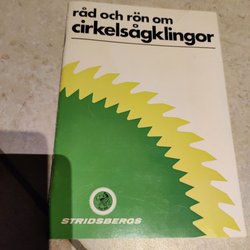 råd och rön om
cirkelsågklingor
STRIDSBERGS